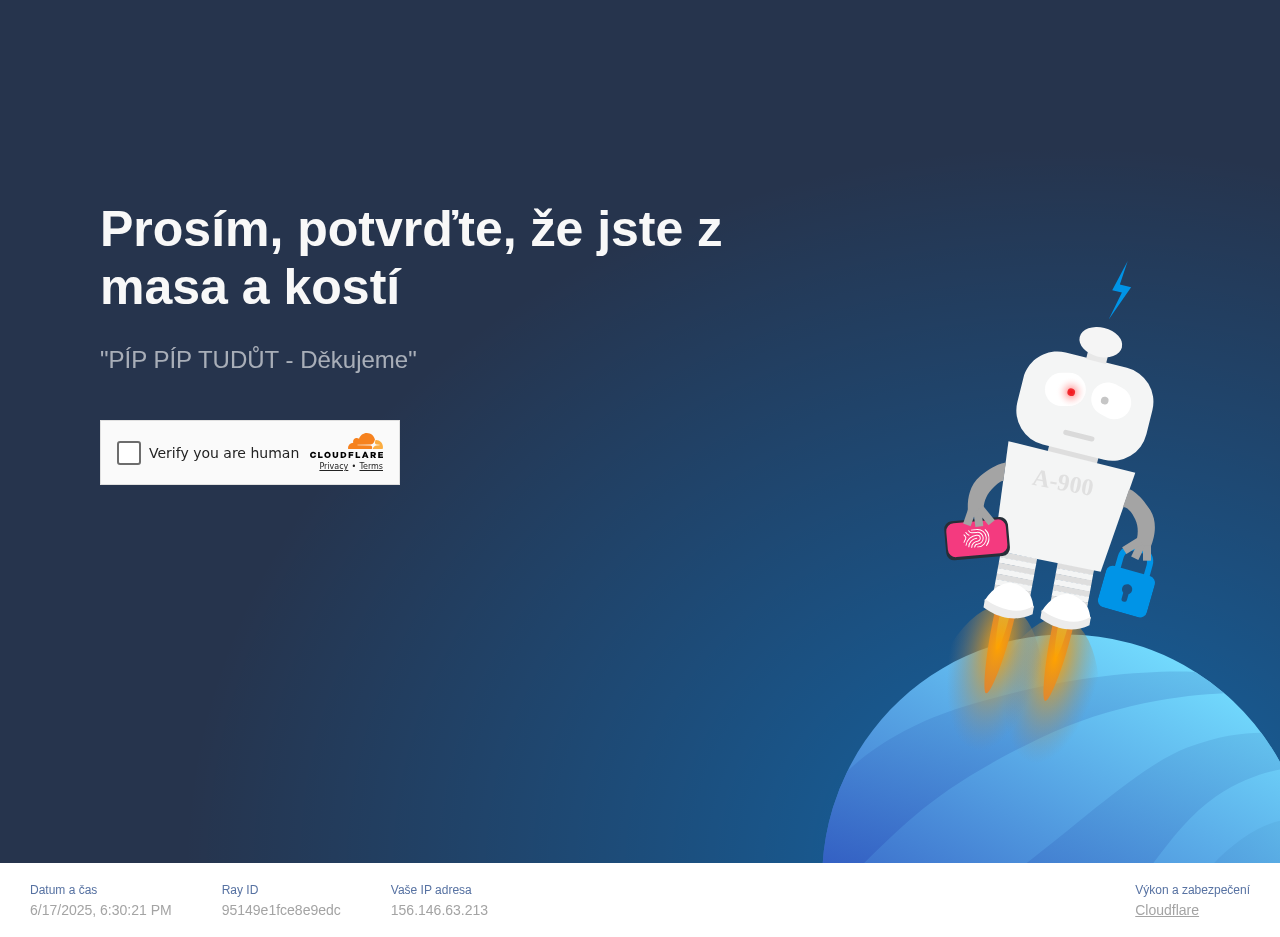 Prosím, potvrďte, že jste z
masa a kostí
"PÍP PÍP TUDŮT - Děkujeme"
Verify you are human
CLOUDFLARE
Privacy • Terms
A-900
Datum a čas
6/17/2025, 6:30:21 PM
Ray ID
95149e1fce8e9edc
Vaše IP adresa
156.146.63.213
Výkon a zabezpečení
Cloudflare